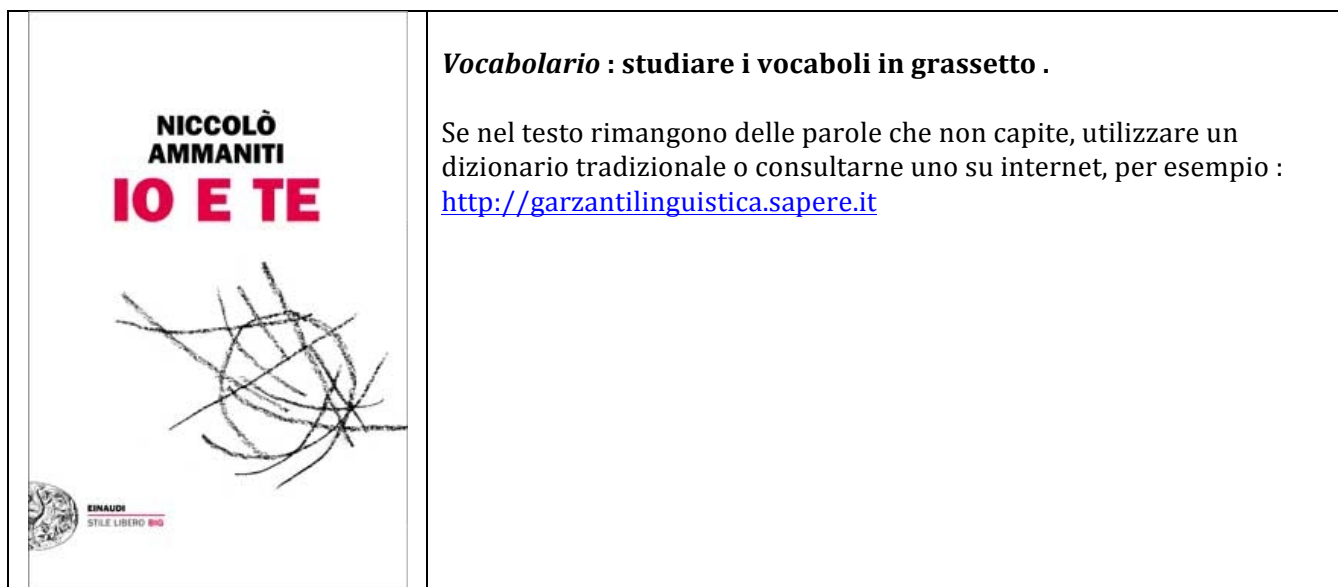 NICCOLÒ
AMMANITI
IO E TE
EINAUDI
STILE LIBERO BIG
Vocabolario : studiare i vocaboli in grassetto .
Se nel testo rimangono delle parole che non capite, utilizzare un
dizionario tradizionale o consultarne uno su internet, per esempio :
http://garzantilinguistica.sapere.it